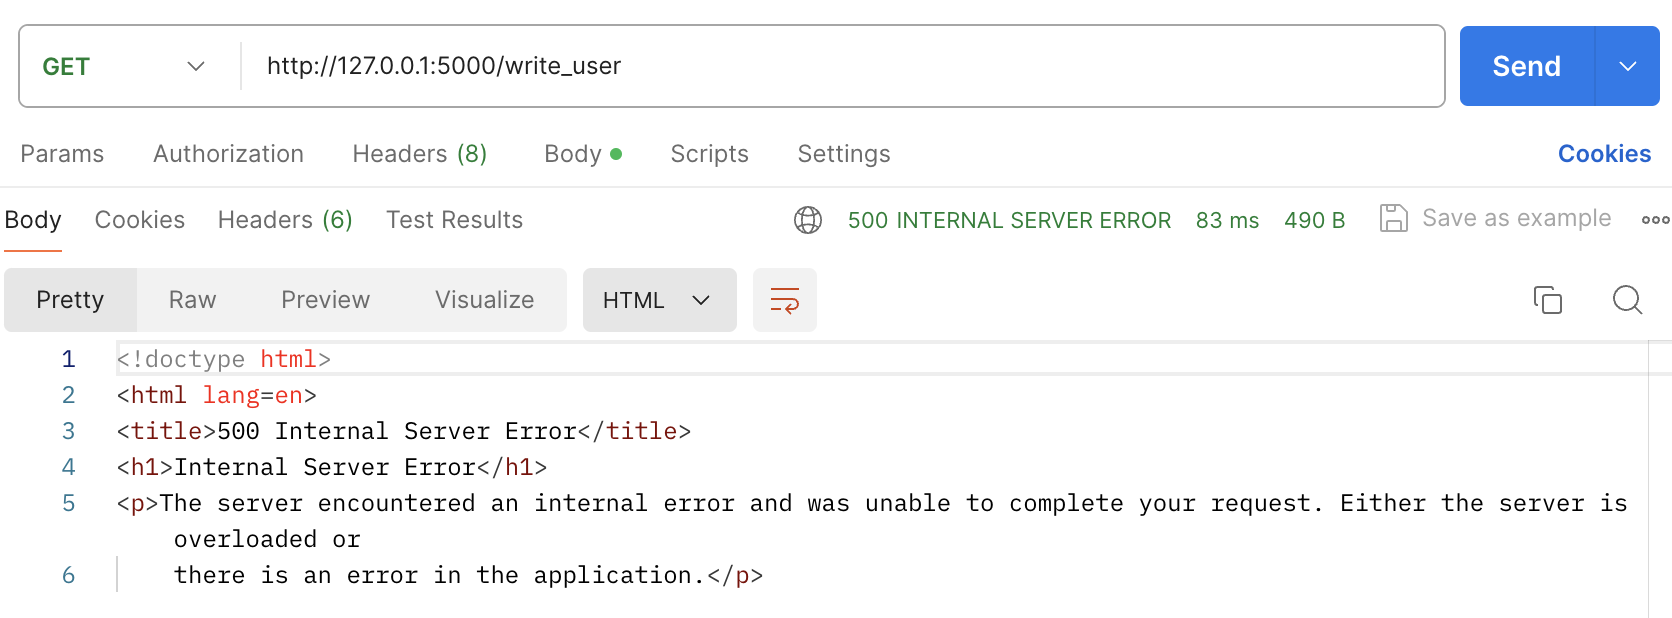 GET http://127.0.0.1:5000/write_user Send
Params Authorization Headers (8) Body Scripts Settings Cookies
Body Cookies Headers (6) Test Results 500 INTERNAL SERVER ERROR 83 ms 490 B Save as example
Pretty Raw Preview Visualize HTML
1 <!doctype html>
2 <html lang=en>
3 <title>500 Internal Server Error</title>
4 <h1>Internal Server Error</h1>
5 <p>The server encountered an internal error and was unable to complete your request. Either the server is
overloaded or
6 there is an error in the application.</p>